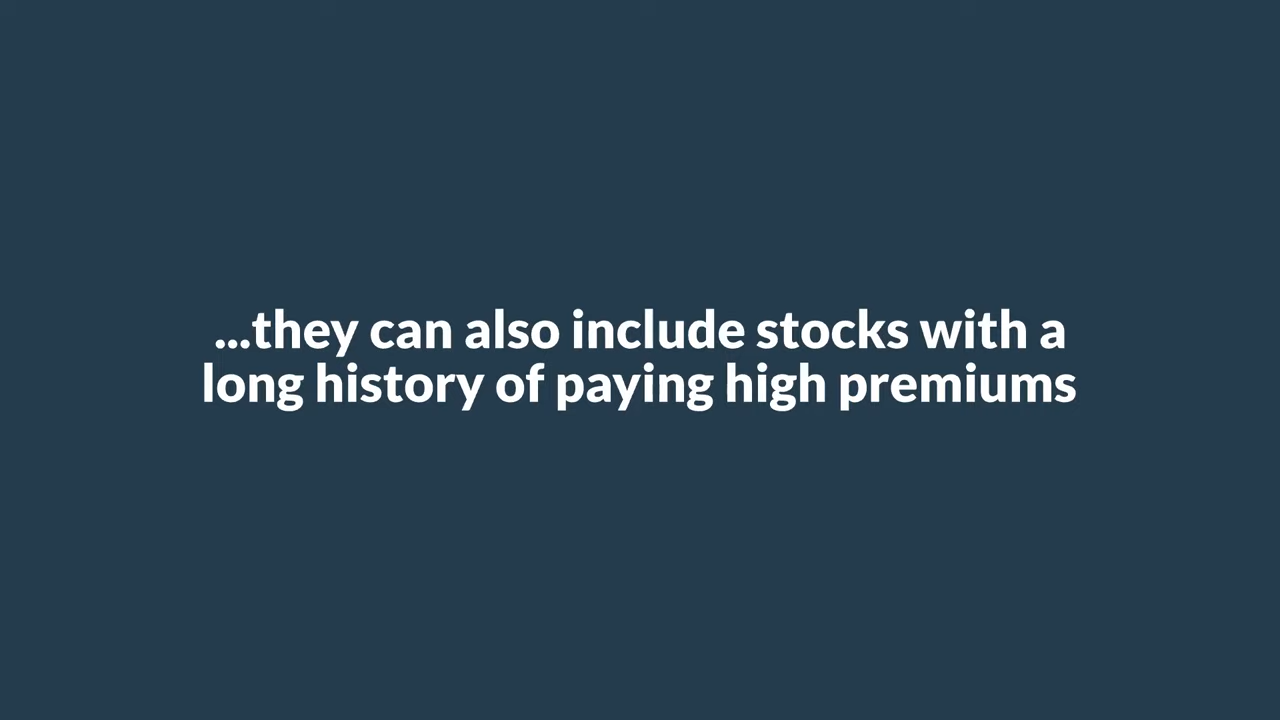 ...they can also include stocks with a
long history of paying high premiums